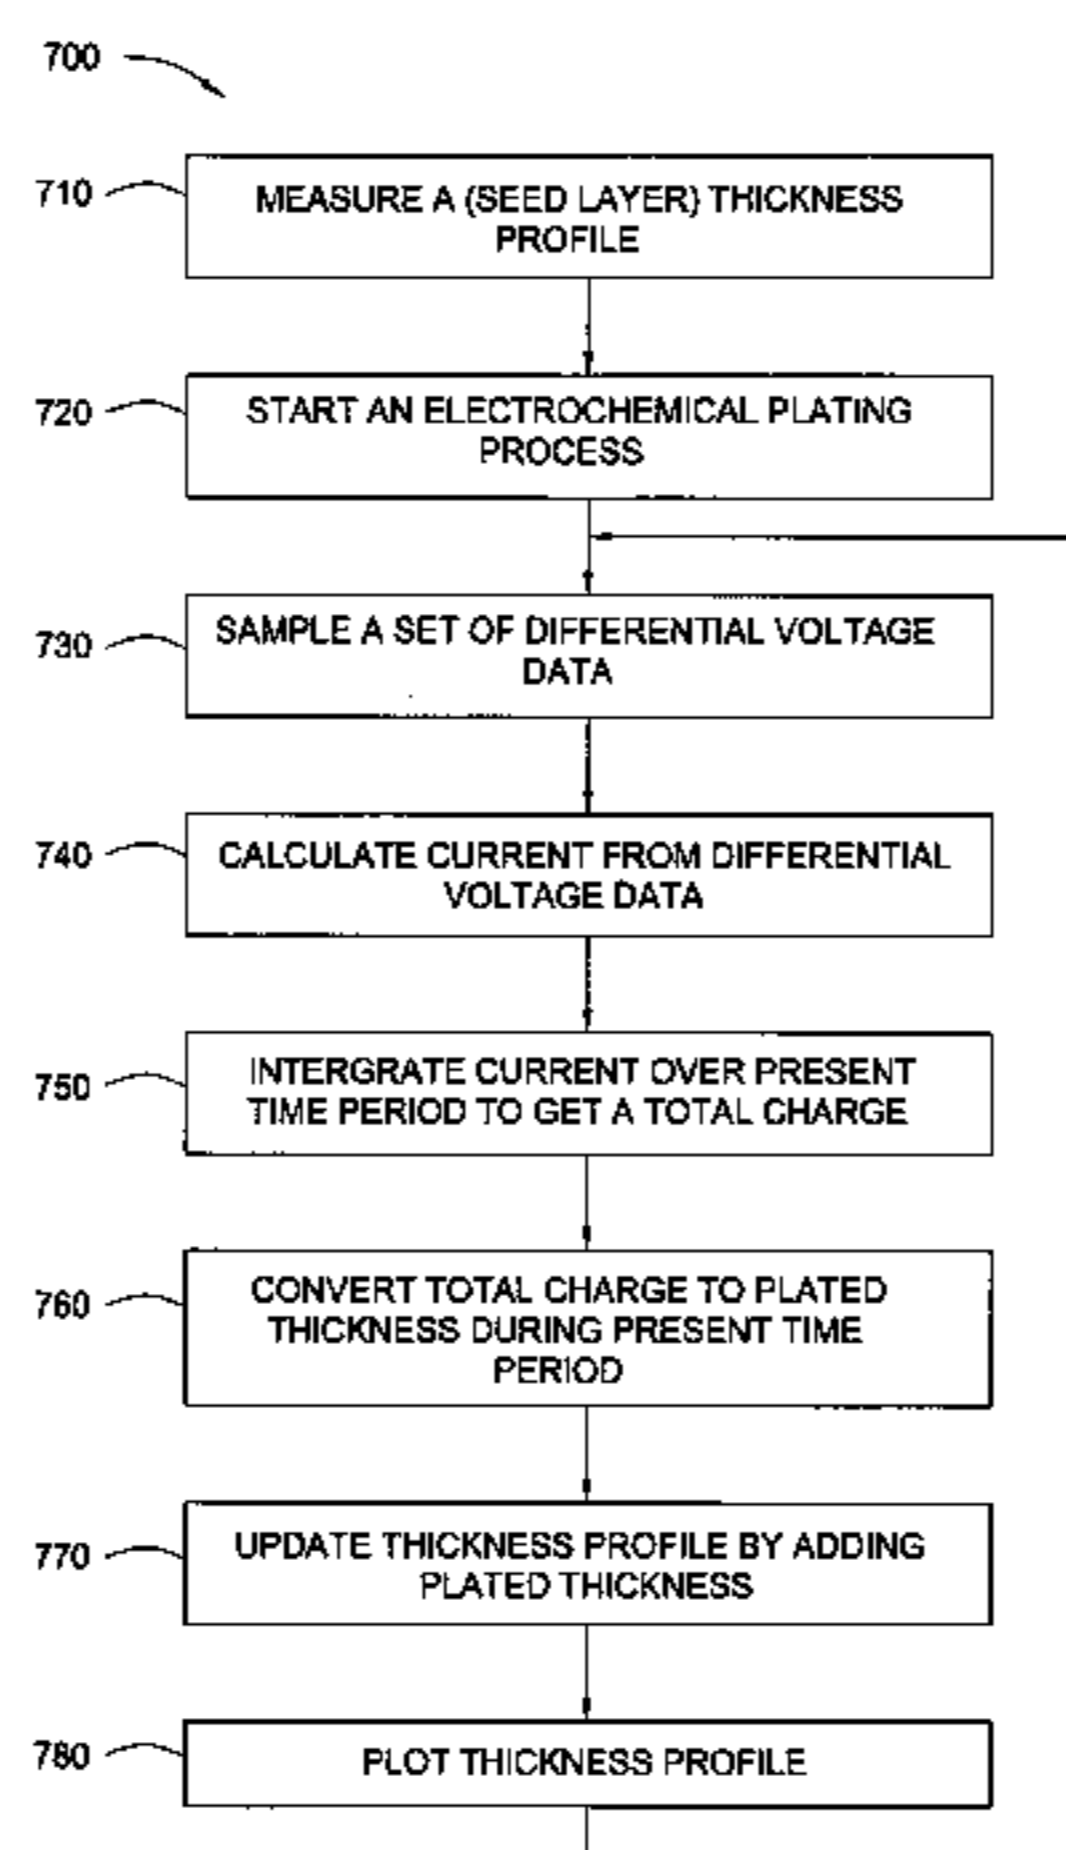 700
710
MEASURE A (SEED LAYER) THICKNESS
PROFILE
720
START AN ELECTROCHEMICAL PLATING
PROCESS
730
SAMPLE A SET OF DIFFERENTIAL VOLTAGE
DATA
740
CALCULATE CURRENT FROM DIFFERENTIAL
VOLTAGE DATA
750
INTERGRATE CURRENT OVER PRESENT
TIME PERIOD TO GET A TOTAL CHARGE
760
CONVERT TOTAL CHARGE TO PLATED
THICKNESS DURING PRESENT TIME
PERIOD
770
UPDATE THICKNESS PROFILE BY ADDING
PLATED THICKNESS
780
PLOT THICKNESS PROFILE